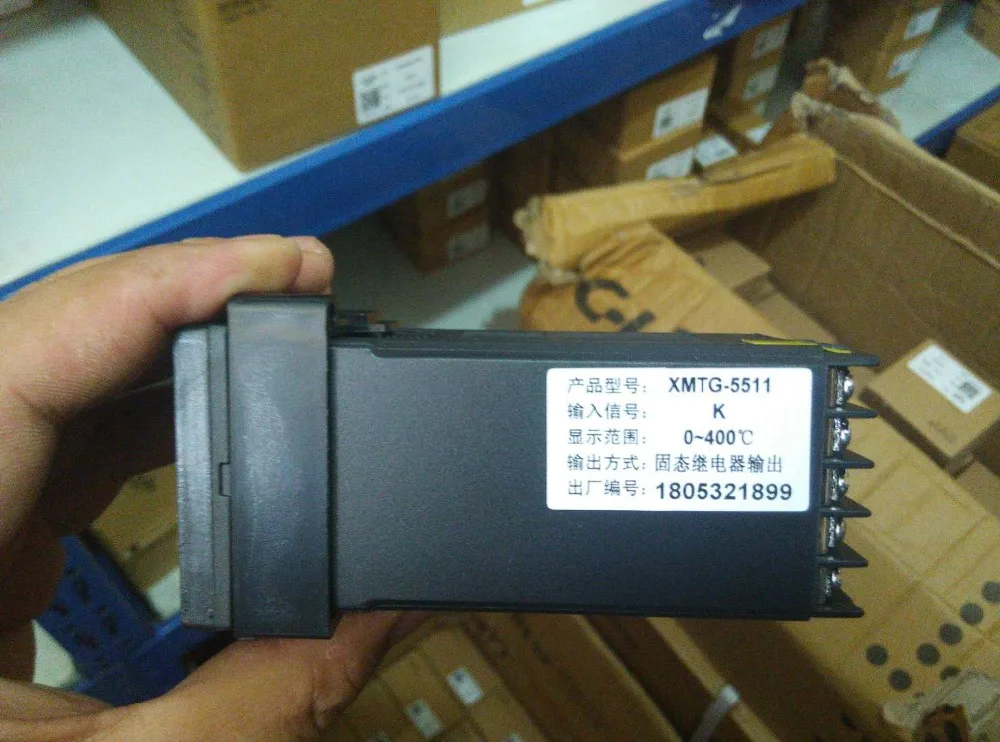 产品型号: XMTG-5511
输入信号: K
显示范围: 0~400℃
输出方式: 固态继电器输出
出厂编号: 1805321899